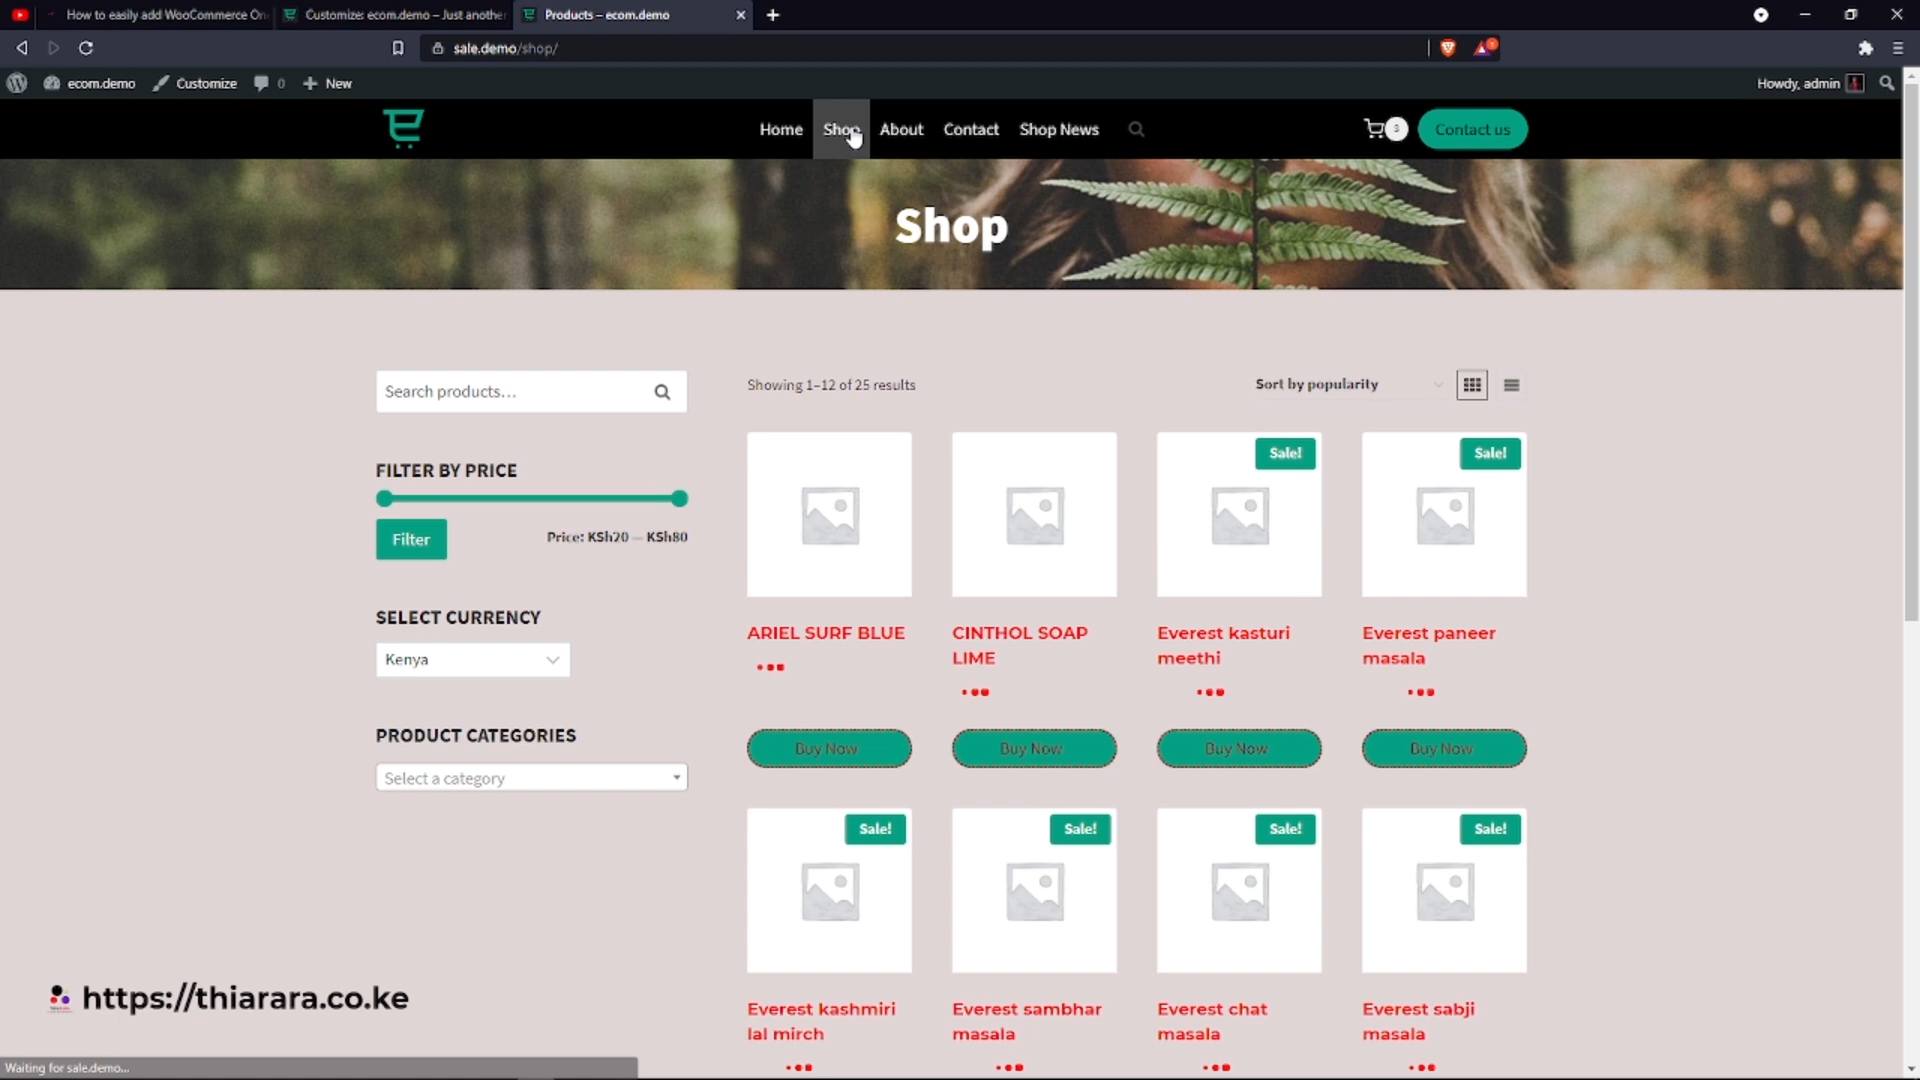 How to easily add WooCommerce On
Customize: ecom.demo – Just another
Products – ecom.demo
sale.demo/shop/
ecom.demo
Customize
0
New
Howdy, admin
Home
Shop
About
Contact
Shop News
3
Contact us
Shop
Search products…
Showing 1–12 of 25 results
Sort by popularity
FILTER BY PRICE
Filter
Price: KSh20 — KSh80
SELECT CURRENCY
Kenya
PRODUCT CATEGORIES
Select a category
Sale!
Sale!
ARIEL SURF BLUE
CINTHOL SOAP
LIME
Everest kasturi
meethi
Everest paneer
masala
Buy Now
Buy Now
Buy Now
Buy Now
Sale!
Sale!
Sale!
Sale!
Everest kashmiri
lal mirch
Everest sambhar
masala
Everest chat
masala
Everest sabji
masala
https://thiarara.co.ke
Waiting for sale.demo...